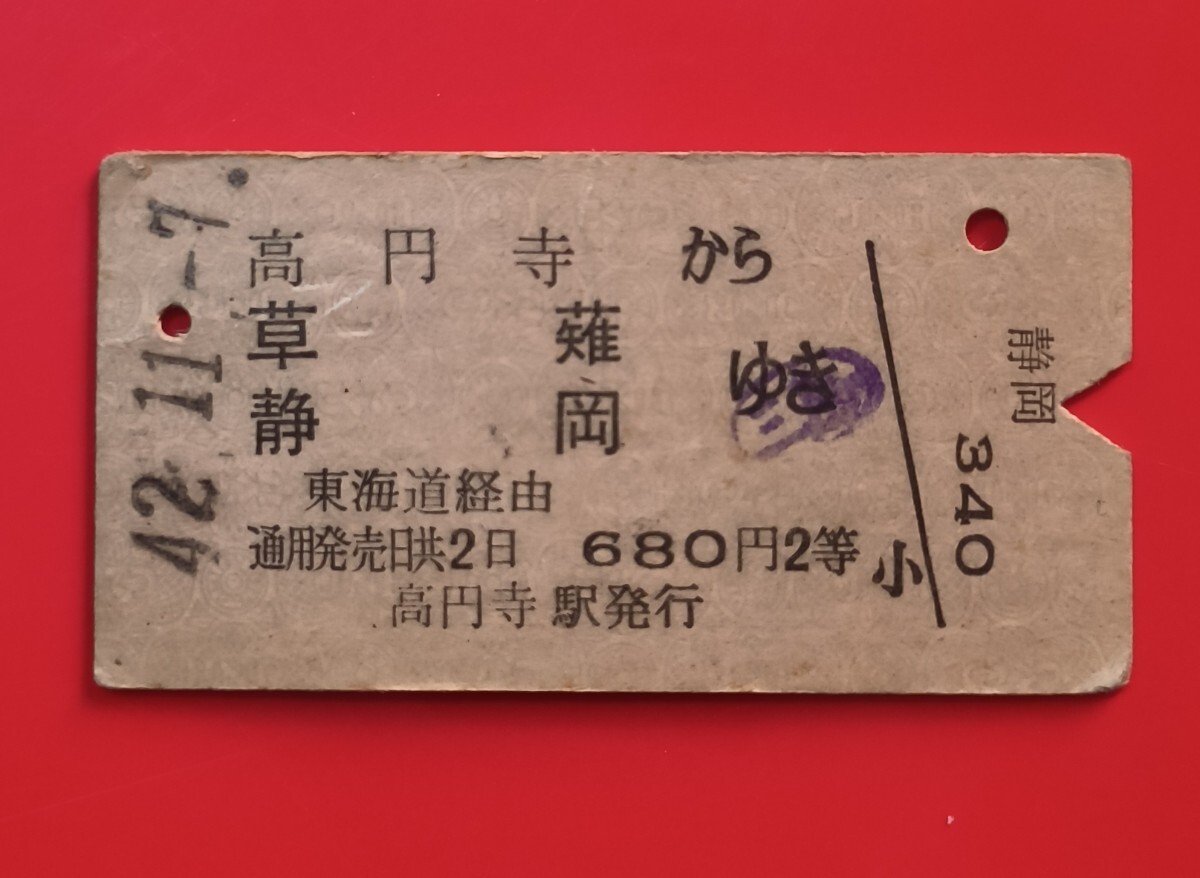 42.11.-7.
高円寺から
草薙
静岡
ゆき
東海道経由
通用発売日共2日 680円2等
高円寺駅発行
小
静岡
340